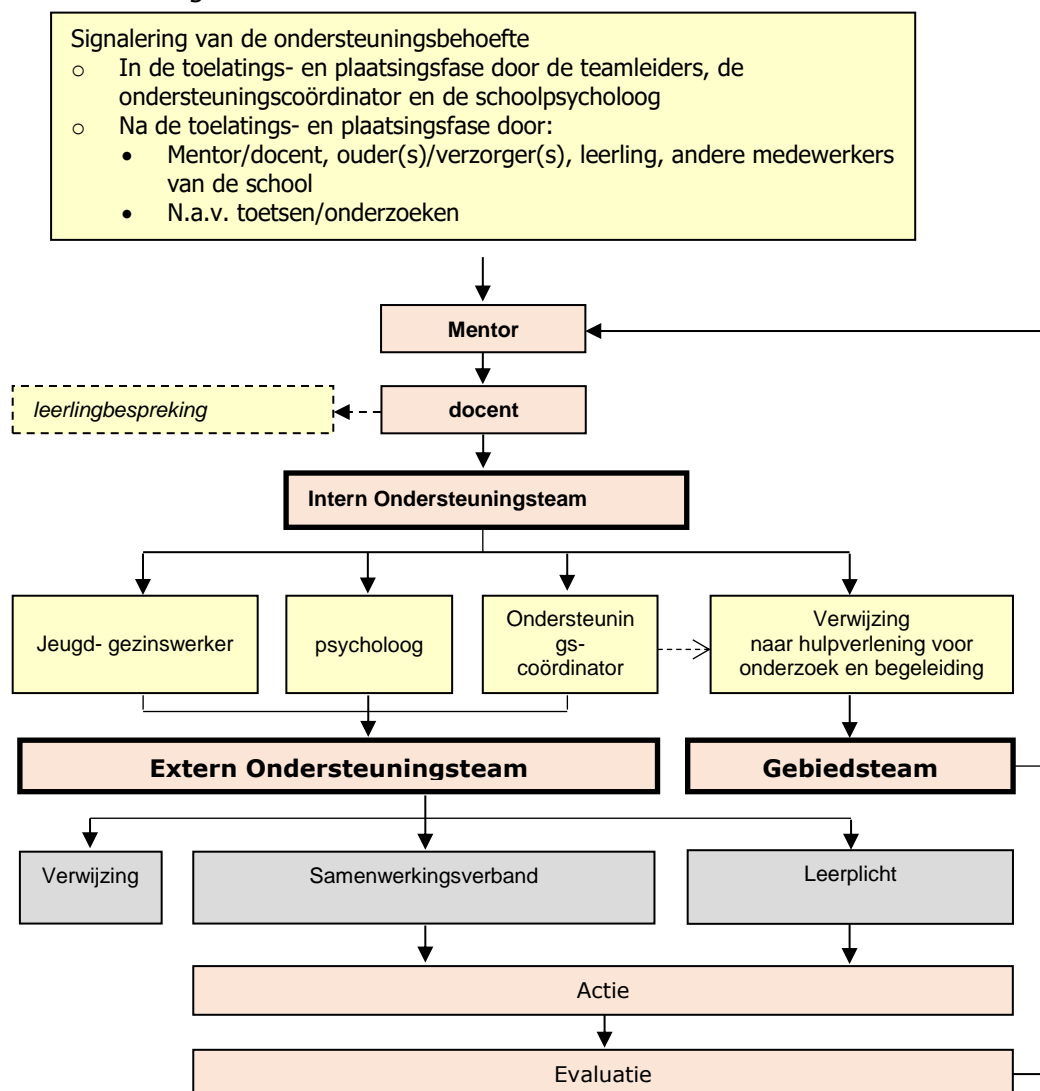 Signalering van de ondersteuningsbehoefte
o In de toelatings- en plaatsingsfase door de teamleiders, de
ondersteuningscoördinator en de schoolpsycholoog
o Na de toelatings- en plaatsingsfase door:
• Mentor/docent, ouder(s)/verzorger(s), leerling, andere medewerkers
van de school
• N.a.v. toetsen/onderzoeken
Mentor
leerlingbespreking
docent
Intern Ondersteuningsteam
Jeugd- gezinswerker
psycholoog
Ondersteunin
gs-
coördinator
Verwijzing
naar hulpverlening voor
onderzoek en begeleiding
Extern Ondersteuningsteam
Gebiedsteam
Verwijzing
Samenwerkingsverband
Leerplicht
Actie
Evaluatie